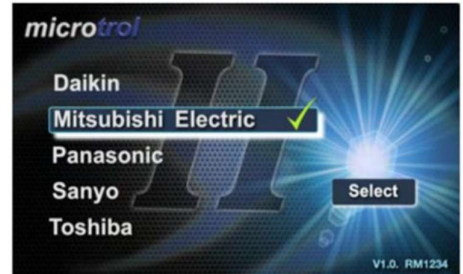 microtrol
Daikin
Mitsubishi Electric
Panasonic
Sanyo
Select
Toshiba
V1.0. RM1234